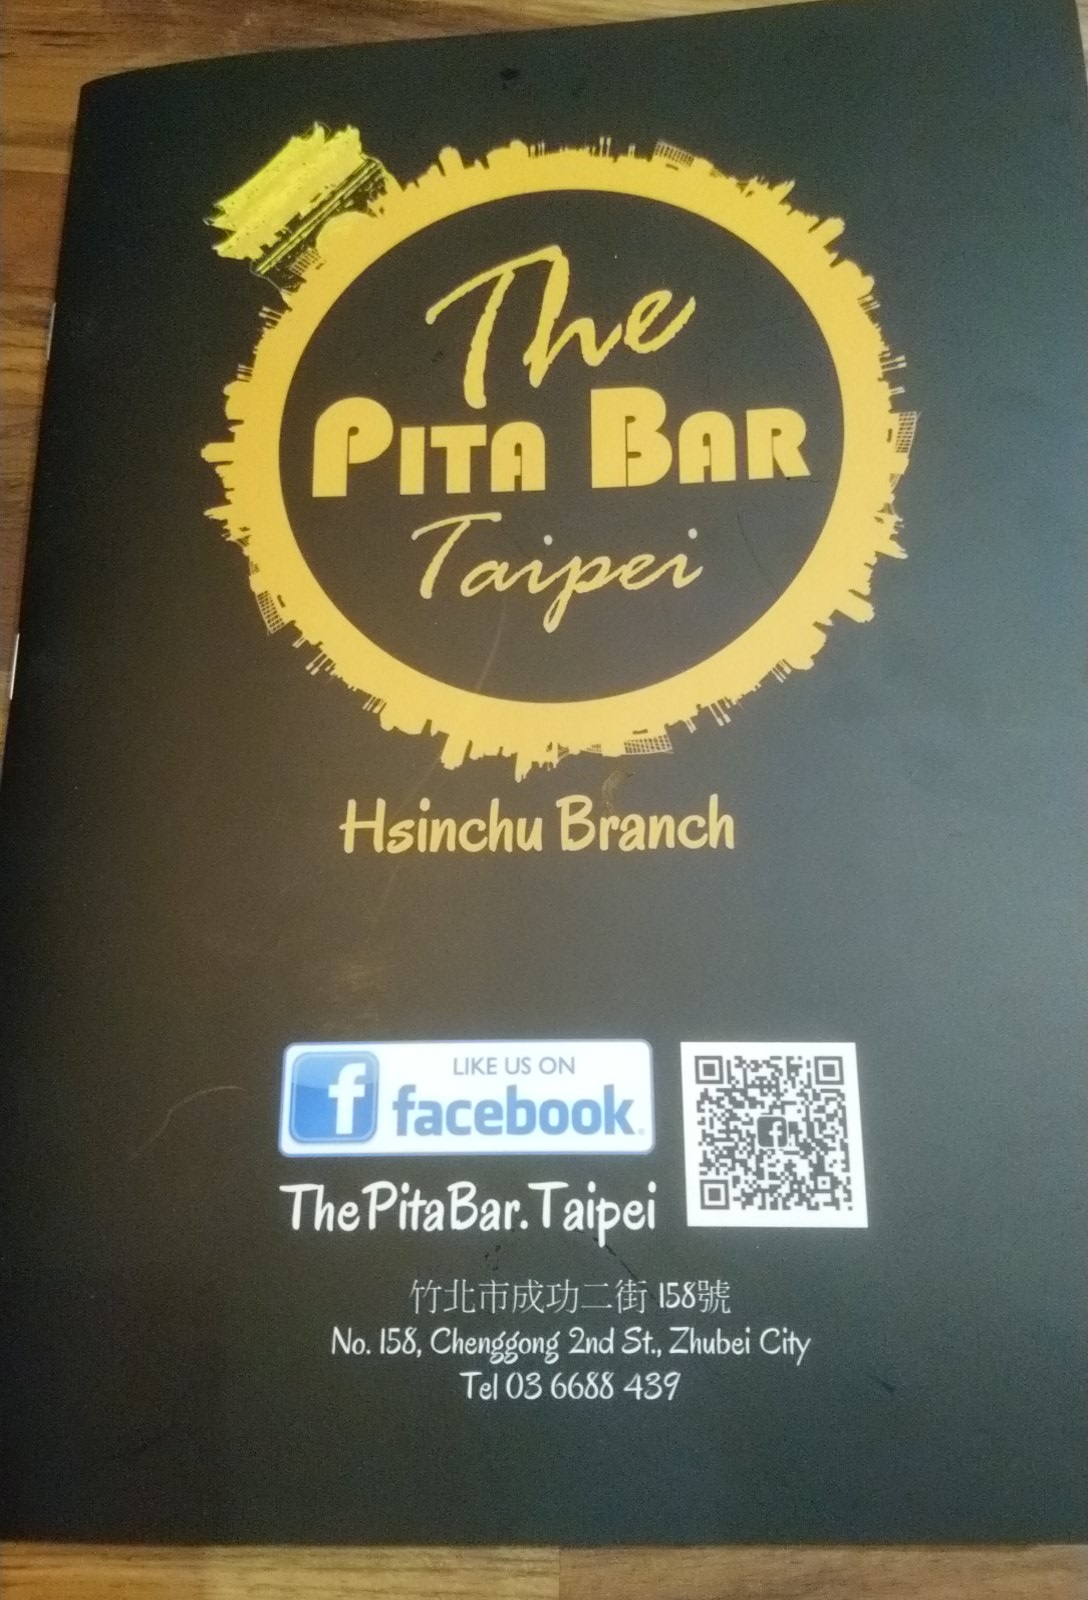 The
PITA BAR
Taipei
Hsinchu Branch
LIKE US ON
facebook.
ThePitaBar.Taipei
竹北市成功二街 158號
No. 158, Chenggong 2nd St., Zhubei City
Tel 03 6688 439